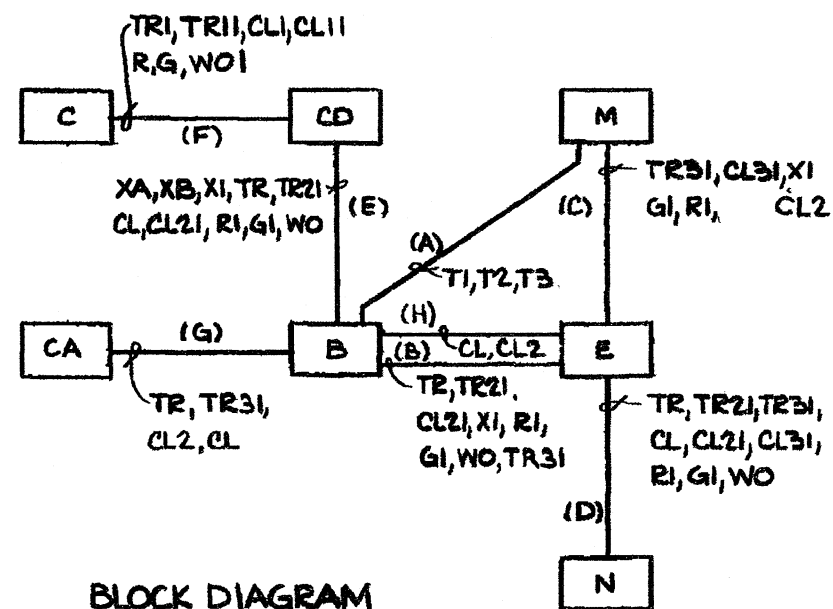 TR1, TR11, CL1, CL11
R, G, WO1
C
(F)
CD
M
XA, XB, X1, TR, TR21
CL, CL21, R1, G1, WO
(E)
TR31, CL31, X1
G1, R1, CL2
(C)
(A)
T1, T2, T3
CA
(G)
B
(H)
CL, CL2
(B)
E
TR, TR31,
CL2, CL
TR, TR21,
CL21, X1, R1,
G1, WO, TR31
TR, TR21, TR31,
CL, CL21, CL31,
R1, G1, WO
(D)
N
BLOCK DIAGRAM